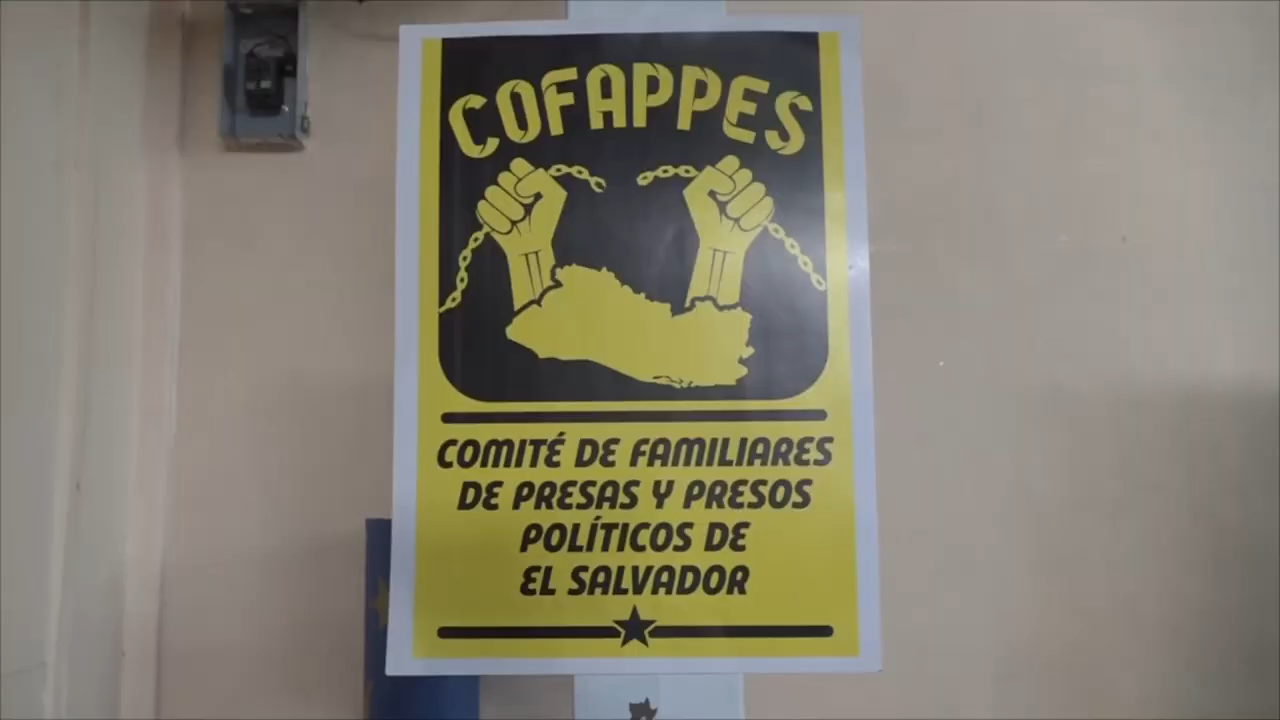 COFAPPES
COMITÉ DE FAMILIARES
DE PRESAS Y PRESOS
POLÍTICOS DE
EL SALVADOR